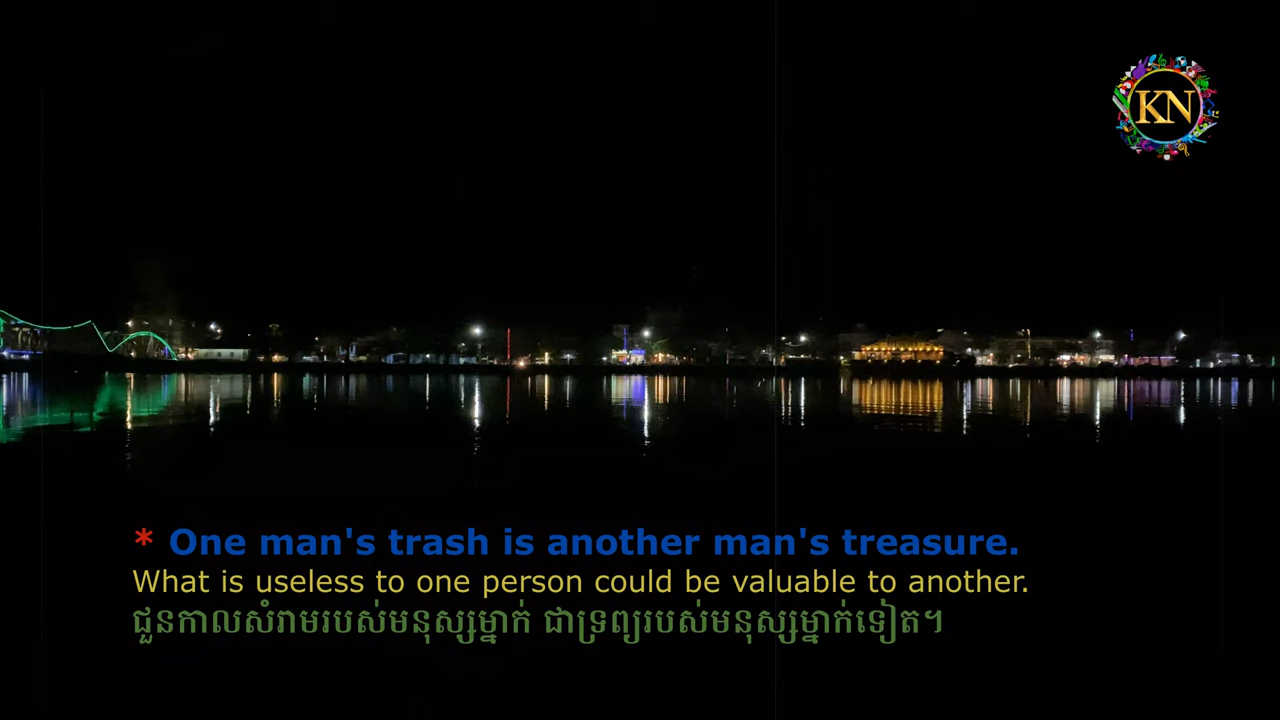 KN
* One man's trash is another man's treasure.
What is useless to one person could be valuable to another.
ជួនកាលសំរាមរបស់មនុស្សម្នាក់ ជាទ្រព្យរបស់មនុស្សម្នាក់ទៀត។